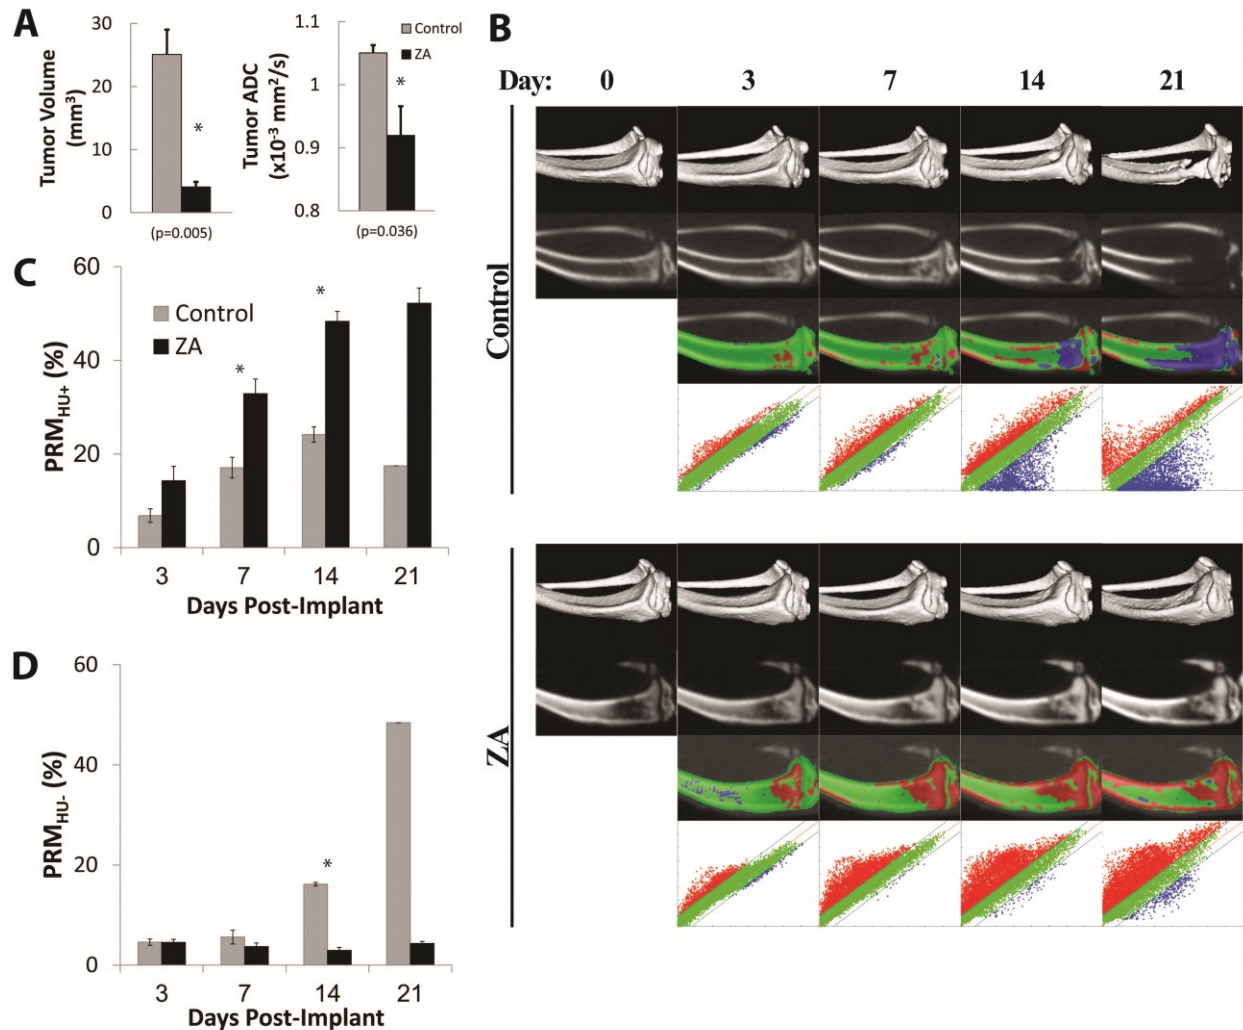 A
Tumor Volume
(mm³)
30
20
10
0
*
(p=0.005)
Tumor ADC
(x10⁻³ mm²/s)
1.1
1
0.9
0.8
Control
ZA
*
(p=0.036)
B
Day: 0 3 7 14 21
Control
ZA
C
PRM_HU+ (%)
60
40
20
0
Control
ZA
*
*
3 7 14 21
Days Post-Implant
D
PRM_HU- (%)
60
40
20
0
*
3 7 14 21
Days Post-Implant